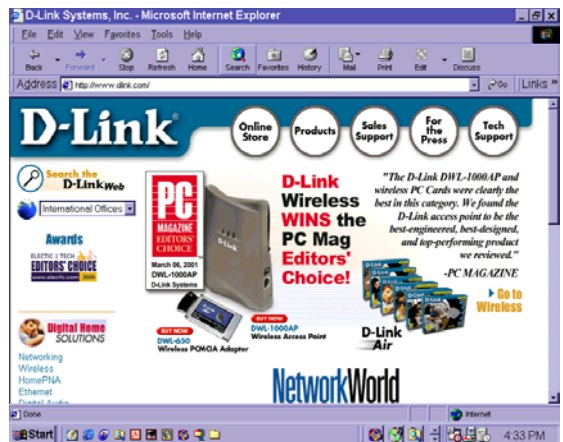 D-Link Systems, Inc. - Microsoft Internet Explorer
File Edit View Favorites Tools Help
Back Forward Stop Refresh Home Search Favorites History Mail Print Edit Discuss
Address http://www.dlink.com/ Go Links »
D-Link®
Online
Store
Products
Sales
Support
For
the
Press
Tech
Support
Search the
D-Link Web
International Offices
Awards
EDITORS' CHOICE
Digital Home
SOLUTIONS
Networking
Wireless
HomePNA
Ethernet
Digital Audio
PC
MAGAZINE
EDITORS'
CHOICE
March 06, 2001
DWL-1000AP
D-Link Systems
D-Link
D-Link
Wireless
WINS the
PC Mag
Editors'
Choice!
"The D-Link DWL-1000AP and
wireless PC Cards were clearly the
best in this category. We found the
D-Link access point to be the
best-engineered, best-designed,
and top-performing product
we reviewed."
-PC MAGAZINE
Go to
Wireless
BUY NOW
DWL-650
Wireless PCMCIA Adapter
BUY NOW
DWL-1000AP
Wireless Access Point
D-Link
Air
NetworkWorld
Done
Internet
Start
4:33 PM